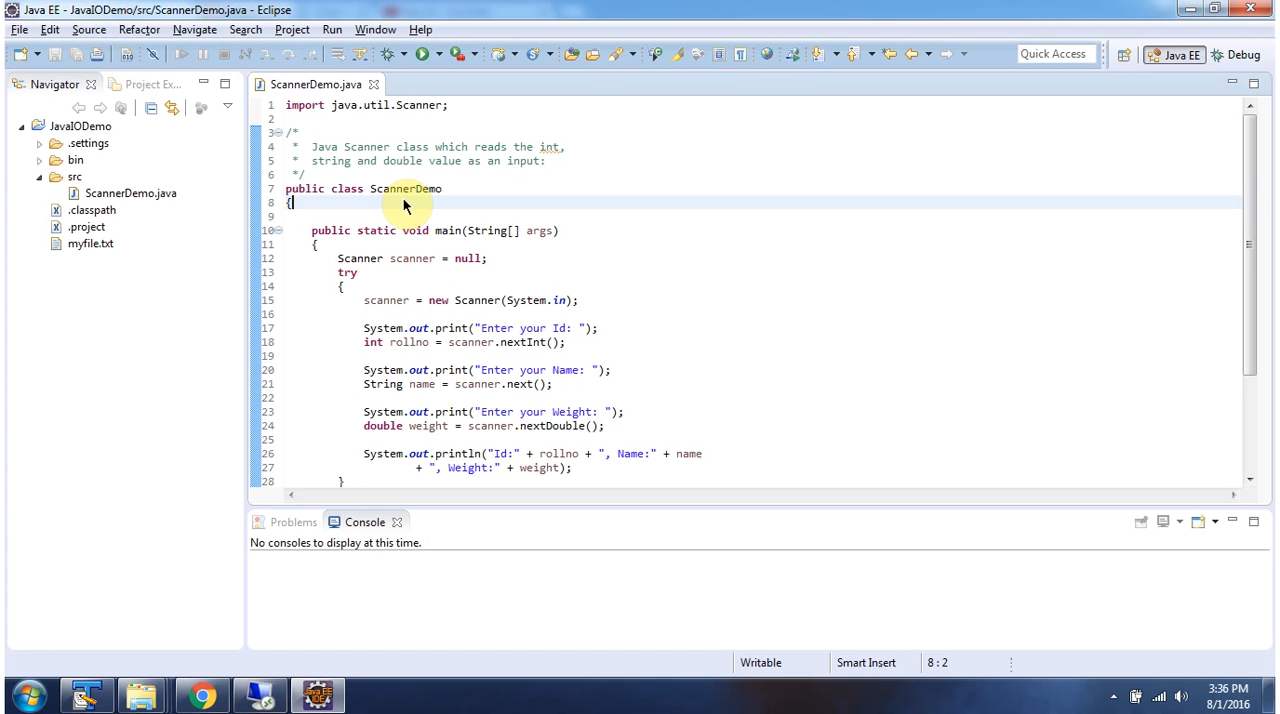 Java EE - JavaIODemo/src/ScannerDemo.java - Eclipse
File Edit Source Refactor Navigate Search Project Run Window Help
Quick Access Java EE Debug
Navigator Project Ex... ScannerDemo.java
JavaIODemo
.settings
bin
src
ScannerDemo.java
.classpath
.project
myfile.txt
1 import java.util.Scanner;
2
3 /*
4 * Java Scanner class which reads the int,
5 * string and double value as an input:
6 */
7 public class ScannerDemo
8 {
9
10 public static void main(String[] args)
11 {
12 Scanner scanner = null;
13 try
14 {
15 scanner = new Scanner(System.in);
16
17 System.out.print("Enter your Id: ");
18 int rollno = scanner.nextInt();
19
20 System.out.print("Enter your Name: ");
21 String name = scanner.next();
22
23 System.out.print("Enter your Weight: ");
24 double weight = scanner.nextDouble();
25
26 System.out.println("Id:" + rollno + ", Name:" + name
27 + ", Weight:" + weight);
28 }
Problems Console
No consoles to display at this time.
Writable Smart Insert 8 : 2
Java EE
IDE
3:36 PM
8/1/2016